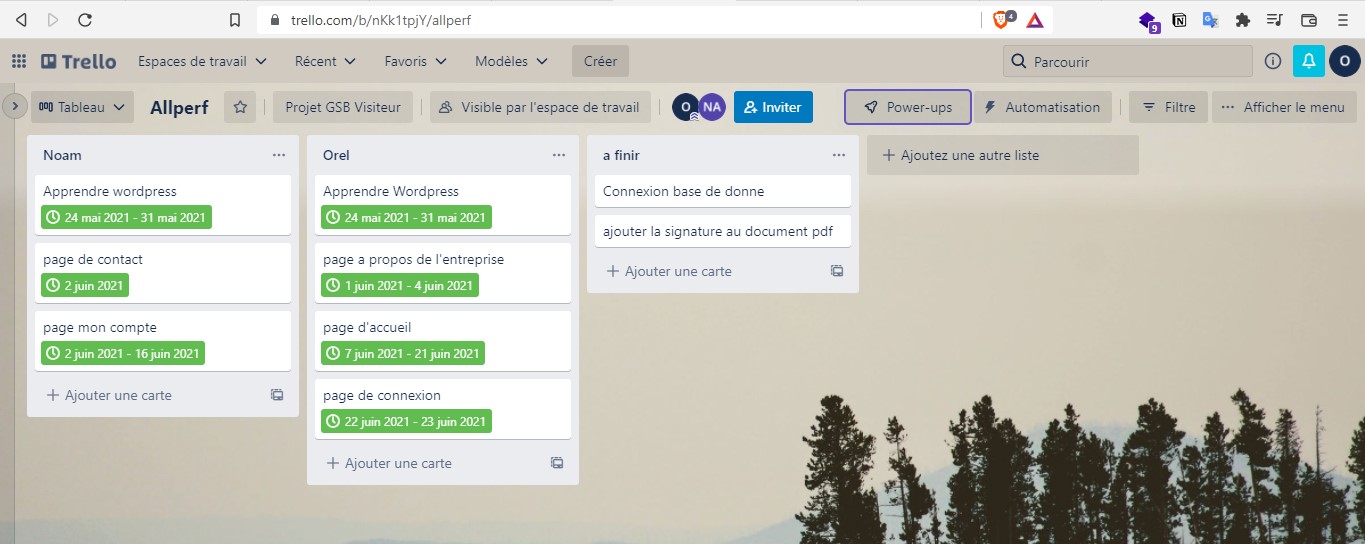 trello.com/b/nKk1tpjY/allperf
4
9
Trello Espaces de travail Récent Favoris Modèles Créer Parcourir O
Tableau Allperf Projet GSB Visiteur Visible par l'espace de travail O NA Inviter Power-ups Automatisation Filtre ... Afficher le menu
Noam ...
Apprendre wordpress
24 mai 2021 - 31 mai 2021
page de contact
2 juin 2021
page mon compte
2 juin 2021 - 16 juin 2021
+ Ajouter une carte
Orel ...
Apprendre Wordpress
24 mai 2021 - 31 mai 2021
page a propos de l'entreprise
1 juin 2021 - 4 juin 2021
page d'accueil
7 juin 2021 - 21 juin 2021
page de connexion
22 juin 2021 - 23 juin 2021
+ Ajouter une carte
a finir ...
Connexion base de donne
ajouter la signature au document pdf
+ Ajouter une carte
+ Ajoutez une autre liste